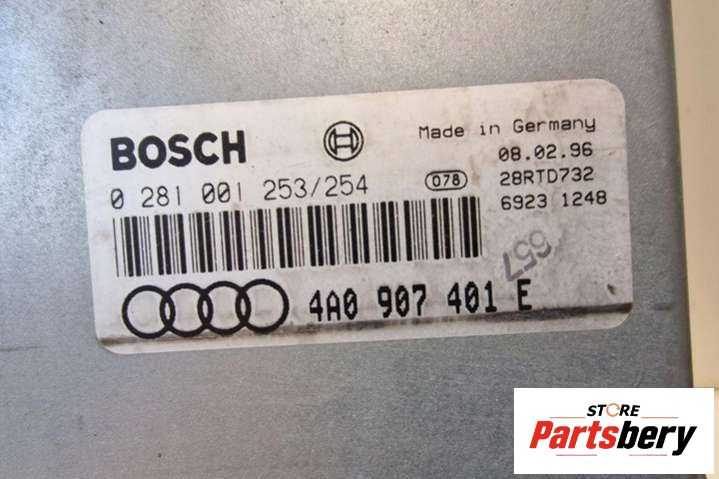 BOSCH
Made in Germany
08.02.96
0 281 001 253/254
078
28RTD732
6923 1248
657
4A0 907 401 E
STORE
Partsbery